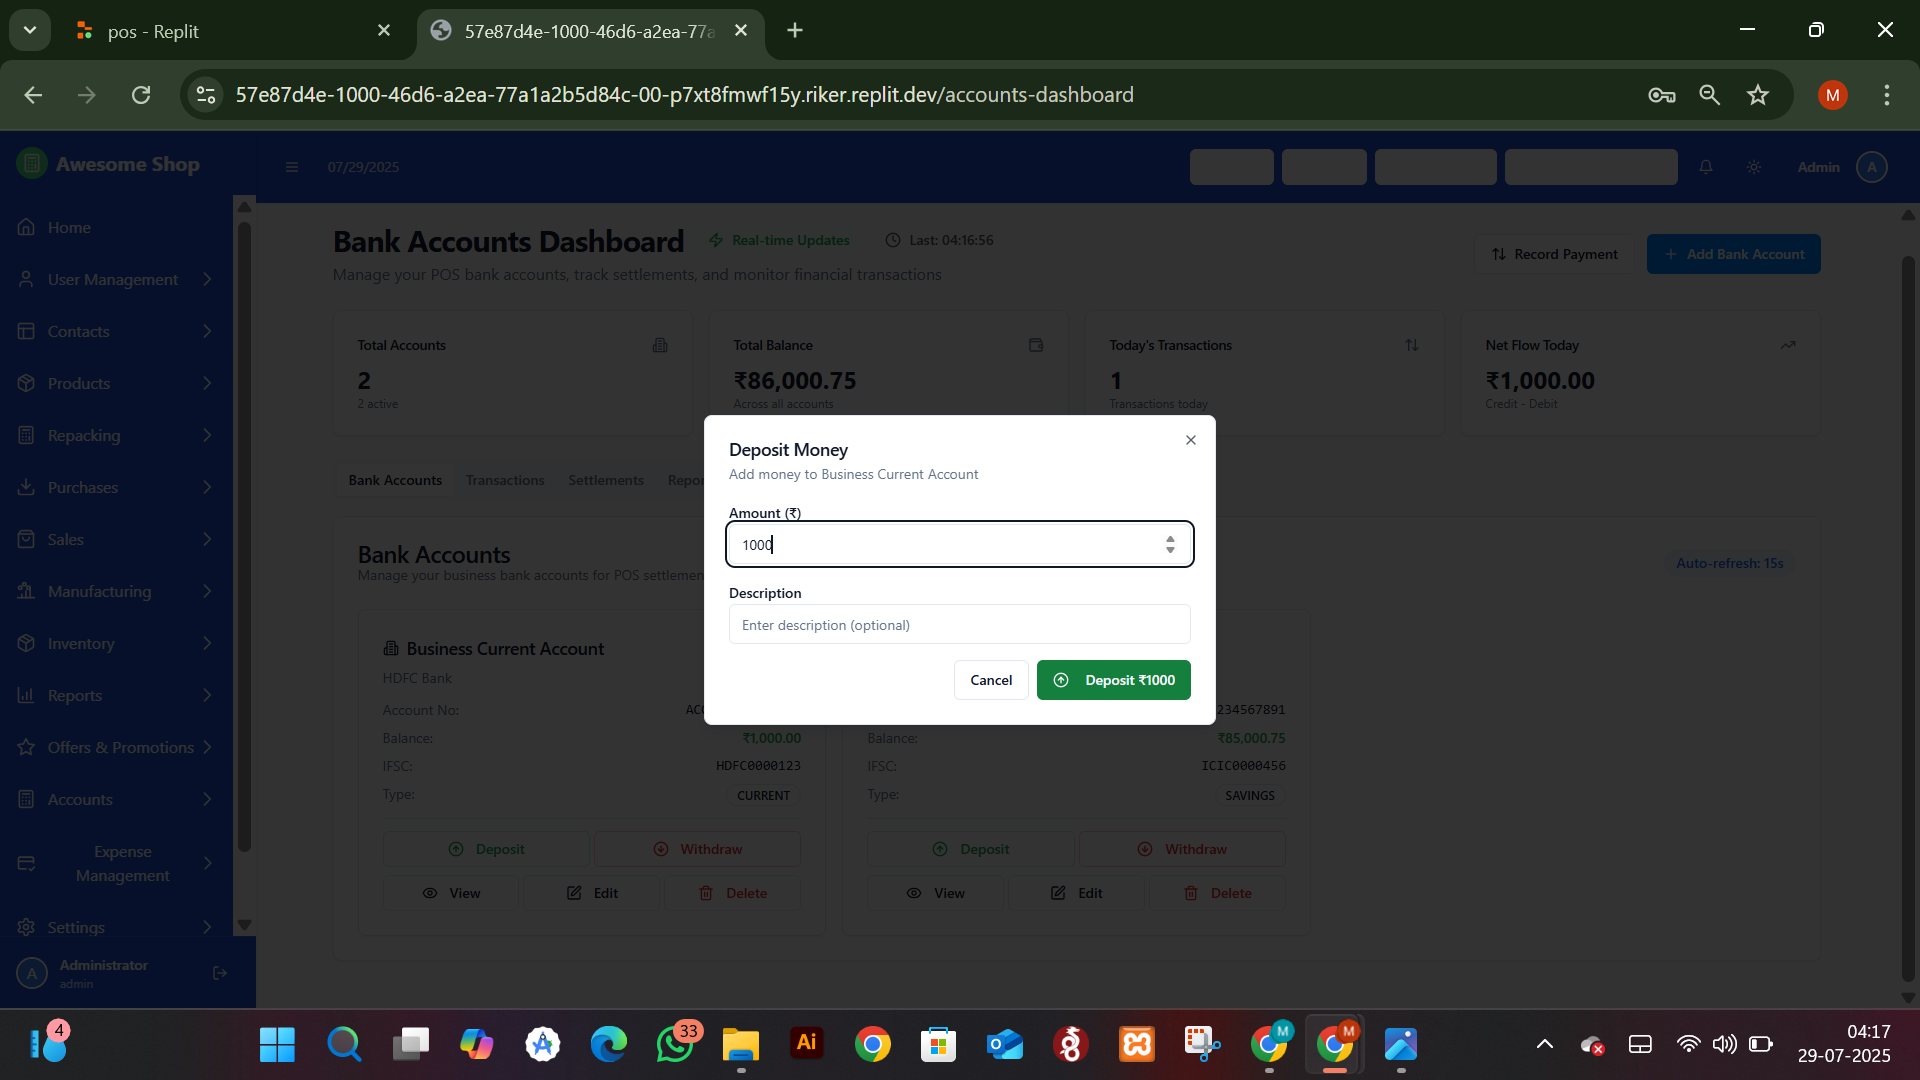 pos - Replit
57e87d4e-1000-46d6-a2ea-77a
57e87d4e-1000-46d6-a2ea-77a1a2b5d84c-00-p7xt8fmwf15y.riker.replit.dev/accounts-dashboard
M
Awesome Shop
07/29/2025
Admin
A
Home
User Management
Contacts
Products
Repacking
Purchases
Sales
Manufacturing
Inventory
Reports
Offers & Promotions
Accounts
Expense
Management
Settings
A
Administrator
admin
Bank Accounts Dashboard
Real-time Updates
Last: 04:16:56
Manage your POS bank accounts, track settlements, and monitor financial transactions
Record Payment
Add Bank Account
Total Accounts
2
2 active
Total Balance
₹86,000.75
Across all accounts
Today's Transactions
1
Transactions today
Net Flow Today
₹1,000.00
Credit - Debit
Bank Accounts
Transactions
Settlements
Repor
Bank Accounts
Manage your business bank accounts for POS settlemen
Auto-refresh: 15s
Deposit Money
Add money to Business Current Account
Amount (₹)
1000
Description
Enter description (optional)
Cancel
Deposit ₹1000
Business Current Account
HDFC Bank
Account No:
AC
Balance:
₹1,000.00
IFSC:
HDFC0000123
Type:
CURRENT
Deposit
Withdraw
View
Edit
Delete
234567891
Balance:
₹85,000.75
IFSC:
ICIC0000456
Type:
SAVINGS
Deposit
Withdraw
View
Edit
Delete
4
33
Ai
M
M
04:17
29-07-2025